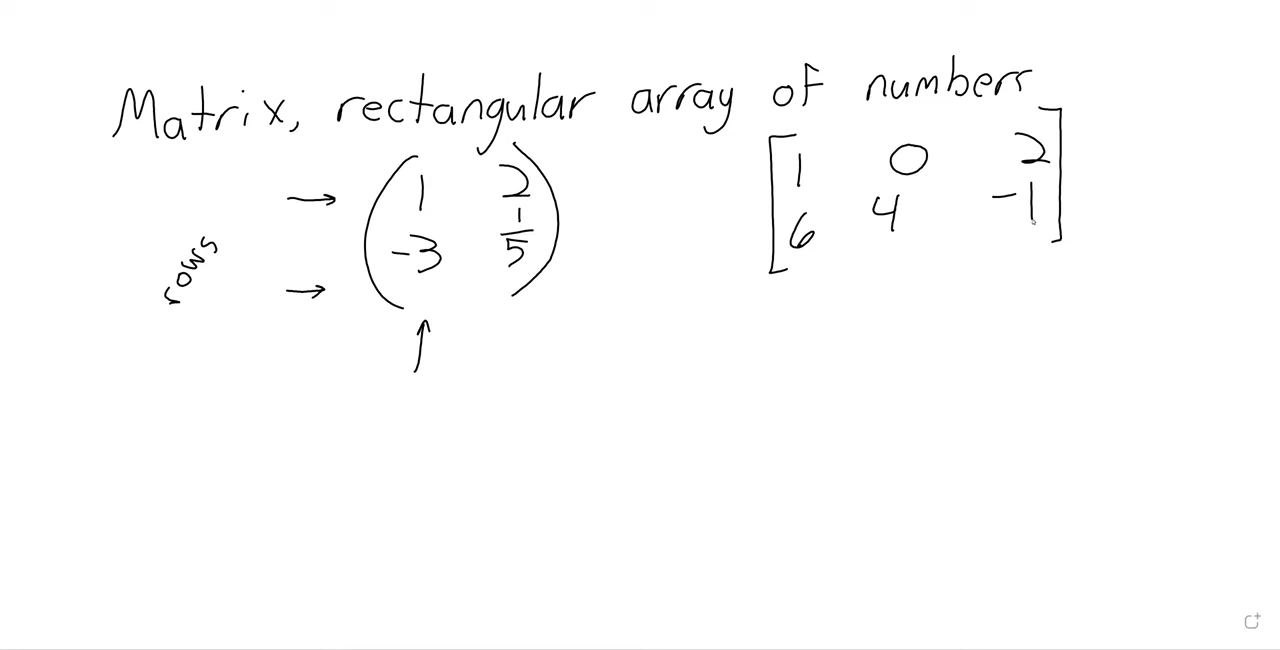 Matrix, rectangular array of numbers
→ ( 1 2 ) [ 1 0 2 ]
rows → ( -3 1/5 ) [ 6 4 -1 ]
↑